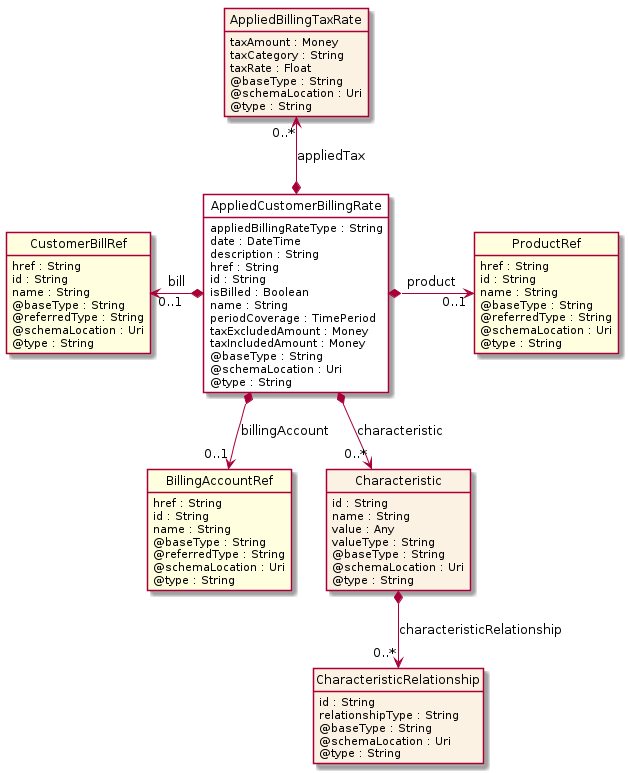 AppliedBillingTaxRate
taxAmount : Money
taxCategory : String
taxRate : Float
@baseType : String
@schemaLocation : Uri
@type : String
0..*
appliedTax
AppliedCustomerBillingRate
appliedBillingRateType : String
date : DateTime
description : String
href : String
id : String
isBilled : Boolean
name : String
periodCoverage : TimePeriod
taxExcludedAmount : Money
taxIncludedAmount : Money
@baseType : String
@schemaLocation : Uri
@type : String
CustomerBillRef
href : String
id : String
name : String
@baseType : String
@referredType : String
@schemaLocation : Uri
@type : String
bill
0..1
product
0..1
ProductRef
href : String
id : String
name : String
@baseType : String
@referredType : String
@schemaLocation : Uri
@type : String
billingAccount
0..1
characteristic
0..*
BillingAccountRef
href : String
id : String
name : String
@baseType : String
@referredType : String
@schemaLocation : Uri
@type : String
Characteristic
id : String
name : String
value : Any
valueType : String
@baseType : String
@schemaLocation : Uri
@type : String
characteristicRelationship
0..*
CharacteristicRelationship
id : String
relationshipType : String
@baseType : String
@schemaLocation : Uri
@type : String